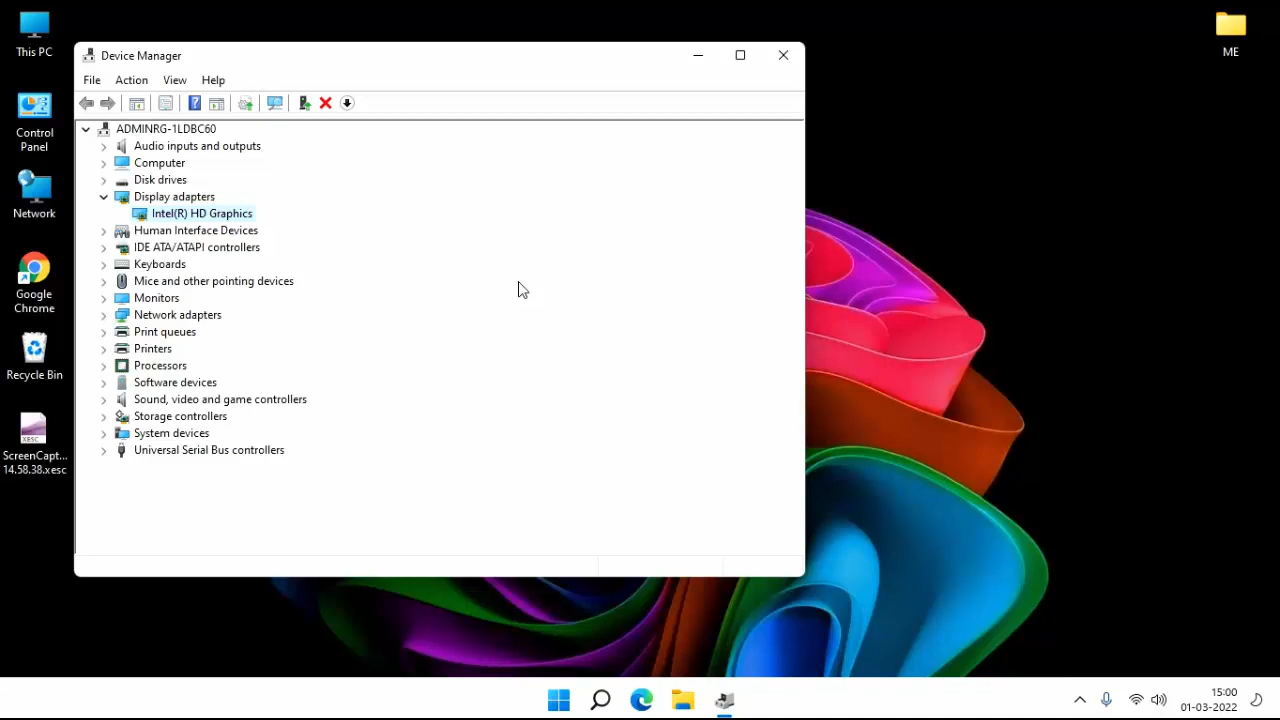 This PC
Control
Panel
Network
Google
Chrome
Recycle Bin
ScreenCapt...
14.58.38.xesc
XESC
ME
Device Manager
File Action View Help
ADMINRG-1LDBC60
Audio inputs and outputs
Computer
Disk drives
Display adapters
Intel(R) HD Graphics
Human Interface Devices
IDE ATA/ATAPI controllers
Keyboards
Mice and other pointing devices
Monitors
Network adapters
Print queues
Printers
Processors
Software devices
Sound, video and game controllers
Storage controllers
System devices
Universal Serial Bus controllers
15:00
01-03-2022